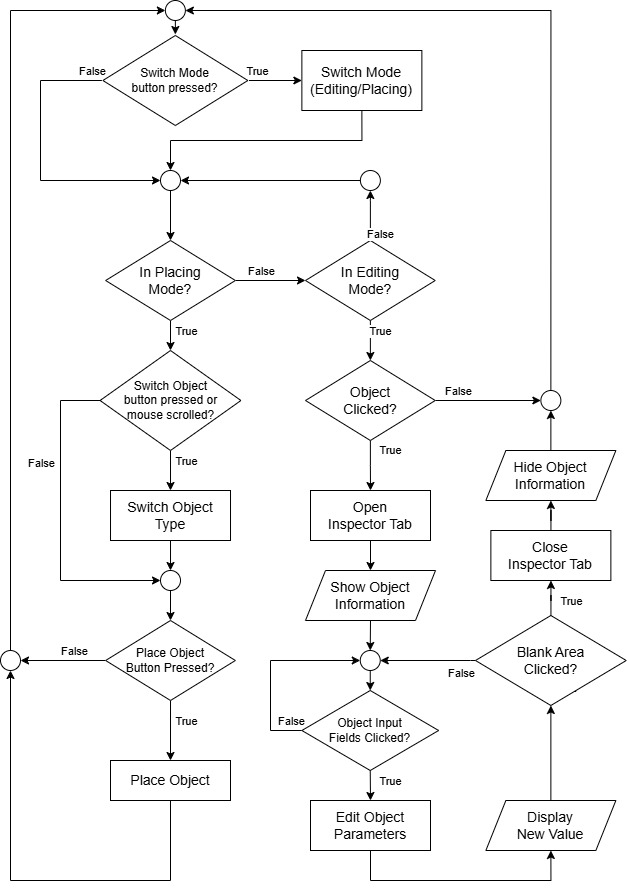 Switch Mode
button pressed?
False
True
Switch Mode
(Editing/Placing)
In Placing
Mode?
False
True
In Editing
Mode?
False
True
Switch Object
button pressed or
mouse scrolled?
False
True
Object
Clicked?
False
True
Switch Object
Type
Open
Inspector Tab
Show Object
Information
Hide Object
Information
Close
Inspector Tab
True
Blank Area
Clicked?
False
Place Object
Button Pressed?
False
True
Place Object
Object Input
Fields Clicked?
False
True
Edit Object
Parameters
Display
New Value